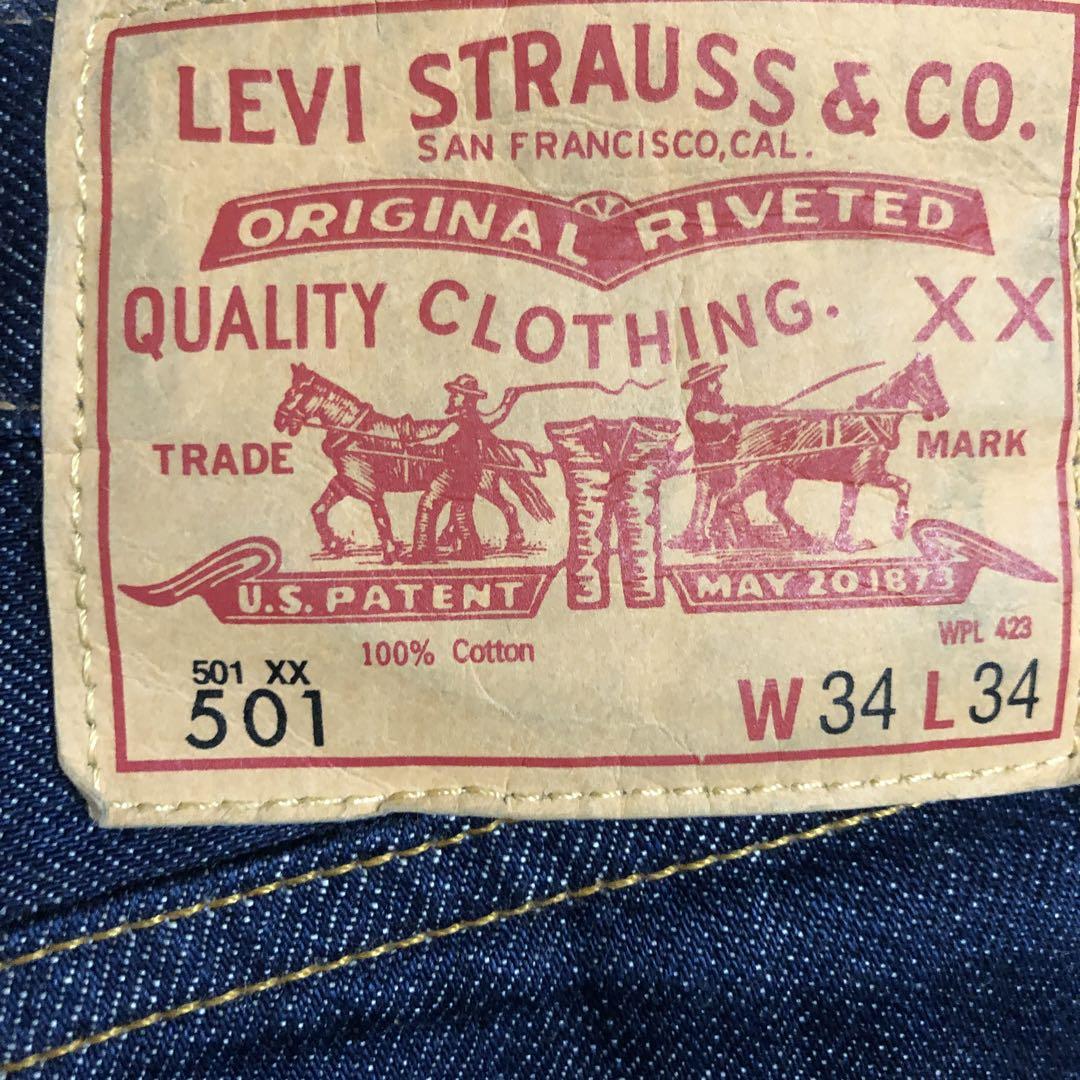 LEVI STRAUSS & CO.
SAN FRANCISCO, CAL.
ORIGINAL RIVETED
QUALITY CLOTHING. XX
TRADE MARK
U.S. PATENT MAY 20 1873
WPL 423
100% Cotton
501 XX
501 W 34 L 34